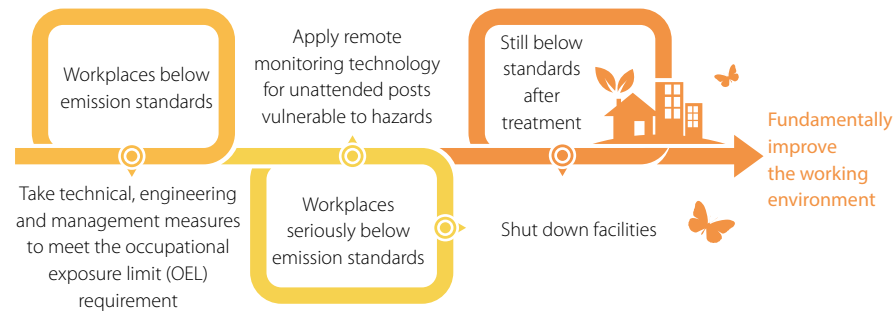 Workplaces below
emission standards
Take technical, engineering
and management measures
to meet the occupational
exposure limit (OEL)
requirement
Apply remote
monitoring technology
for unattended posts
vulnerable to hazards
Workplaces
seriously below
emission standards
Still below
standards
after
treatment
Shut down facilities
Fundamentally
improve
the working
environment